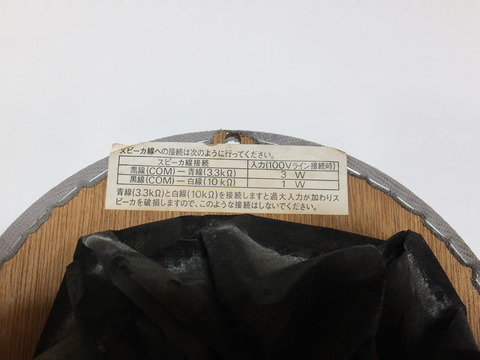 スピーカ線への接続は次のように行ってください。
スピーカ線接続 入力(100Vライン接続時)
黒線(COM)ー青線(3.3kΩ) 3 W
黒線(COM)ー白線(10kΩ) 1 W
青線(3.3kΩ)と白線(10kΩ)を接続しますと過大入力が加わりス
ピーカを破損しますので、このような接続はしないでください。